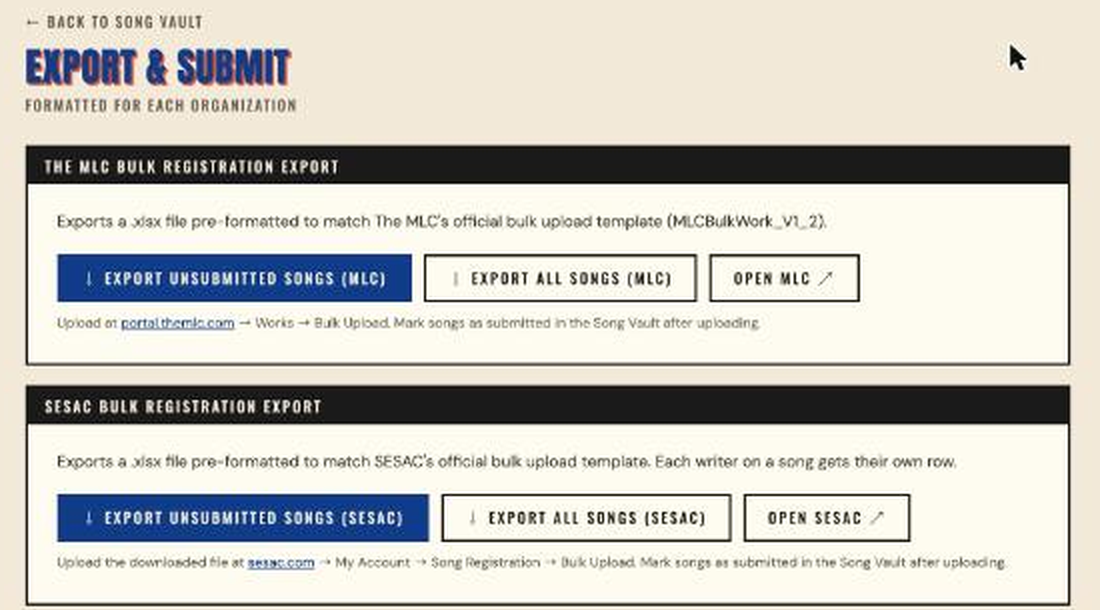 ← BACK TO SONG VAULT
EXPORT & SUBMIT
FORMATTED FOR EACH ORGANIZATION
THE MLC BULK REGISTRATION EXPORT
Exports a .xlsx file pre-formatted to match The MLC's official bulk upload template (MLCBulkWork_V1_2).
↓ EXPORT UNSUBMITTED SONGS (MLC) ↓ EXPORT ALL SONGS (MLC) OPEN MLC ↗
Upload at portal.themlc.com → Works → Bulk Upload. Mark songs as submitted in the Song Vault after uploading.
SESAC BULK REGISTRATION EXPORT
Exports a .xlsx file pre-formatted to match SESAC's official bulk upload template. Each writer on a song gets their own row.
↓ EXPORT UNSUBMITTED SONGS (SESAC) ↓ EXPORT ALL SONGS (SESAC) OPEN SESAC ↗
Upload the downloaded file at sesac.com → My Account → Song Registration → Bulk Upload. Mark songs as submitted in the Song Vault after uploading.